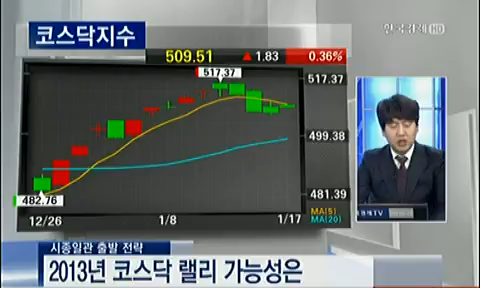 코스닥지수
509.51 ▲ 1.83 0.36%
한국경제 HD
517.37
517.37
499.38
481.39
482.76
12/26 1/8 1/17
MA(5)
MA(20)
경제TV
시종일관 출발 전략
2013년 코스닥 랠리 가능성은